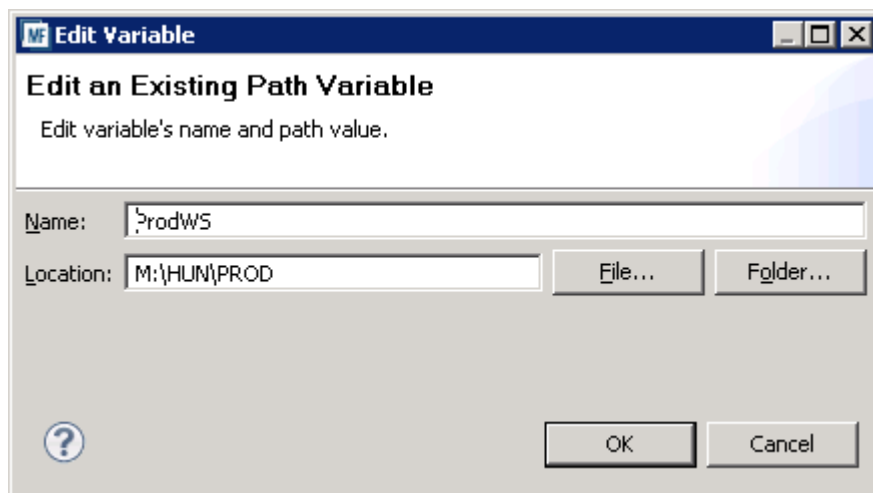 MF Edit Variable
Edit an Existing Path Variable
Edit variable's name and path value.
Name: ProdWS
Location: M:\HUN\PROD File... Folder...
? OK Cancel